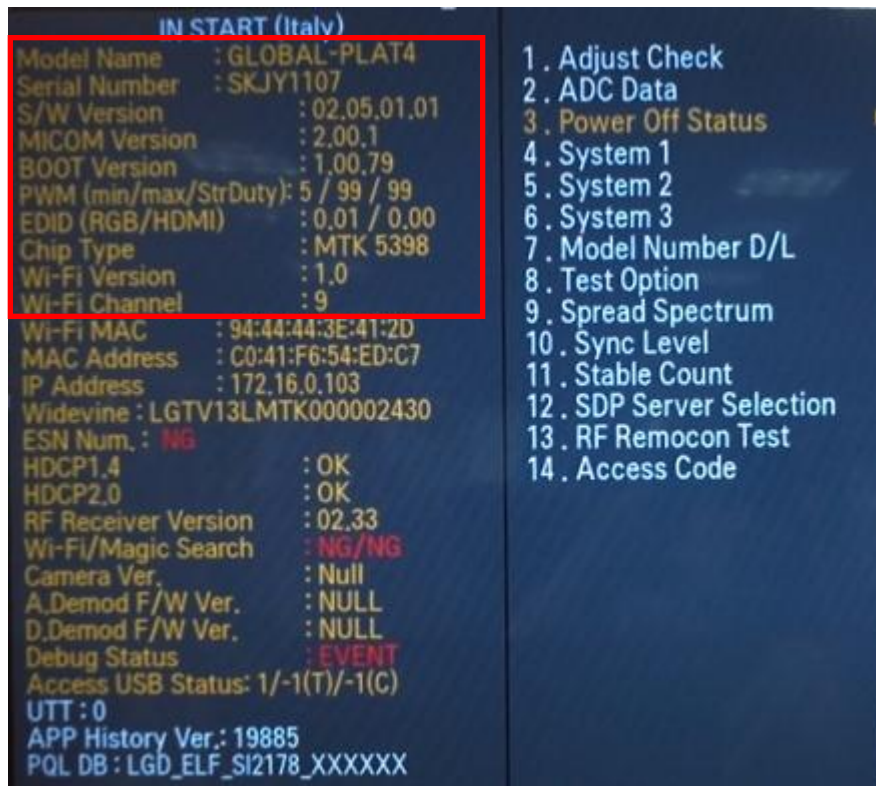 IN START (Italy)
Model Name : GLOBAL-PLAT4
Serial Number : SKJY1107
S/W Version : 02.05.01.01
MICOM Version : 2.00.1
BOOT Version : 1.00.79
PWM (min/max/StrDuty): 5 / 99 / 99
EDID (RGB/HDMI) : 0.01 / 0.00
Chip Type : MTK 5398
Wi-Fi Version : 1.0
Wi-Fi Channel : 9
Wi-Fi MAC : 94:44:44:3E:41:2D
MAC Address : C0:41:F6:54:ED:C7
IP Address : 172.16.0.103
Widevine : LGTV13LMTK000002430
ESN Num. : NG
HDCP1.4 : OK
HDCP2.0 : OK
RF Receiver Version : 02.33
Wi-Fi/Magic Search : NG/NG
Camera Ver. : Null
A.Demod F/W Ver. : NULL
D.Demod F/W Ver. : NULL
Debug Status : EVENT
Access USB Status: 1/-1(T)/-1(C)
UTT : 0
APP History Ver.: 19885
PQL DB : LGD_ELF_SI2178_XXXXXX
1 . Adjust Check
2 . ADC Data
3 . Power Off Status
4 . System 1
5 . System 2
6 . System 3
7 . Model Number D/L
8 . Test Option
9 . Spread Spectrum
10 . Sync Level
11 . Stable Count
12 . SDP Server Selection
13 . RF Remocon Test
14 . Access Code